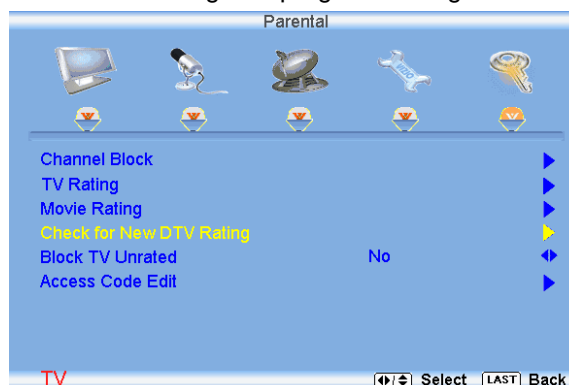 Parental
VIZIO
Channel Block
TV Rating
Movie Rating
Check for New DTV Rating
Block TV Unrated No
Access Code Edit
TV Select LAST Back